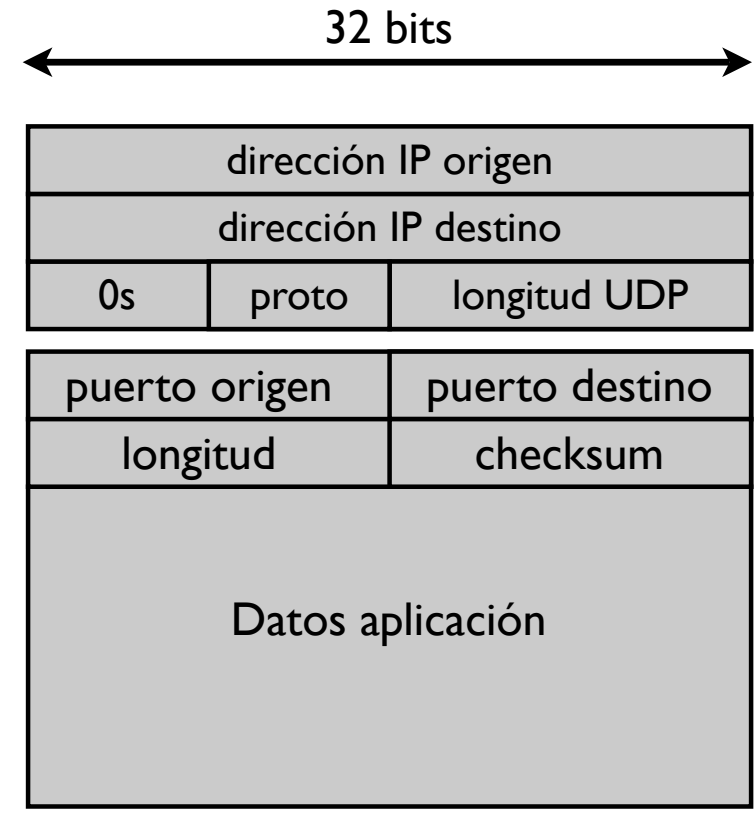 32 bits
dirección IP origen
dirección IP destino
0s proto longitud UDP
puerto origen puerto destino
longitud checksum
Datos aplicación